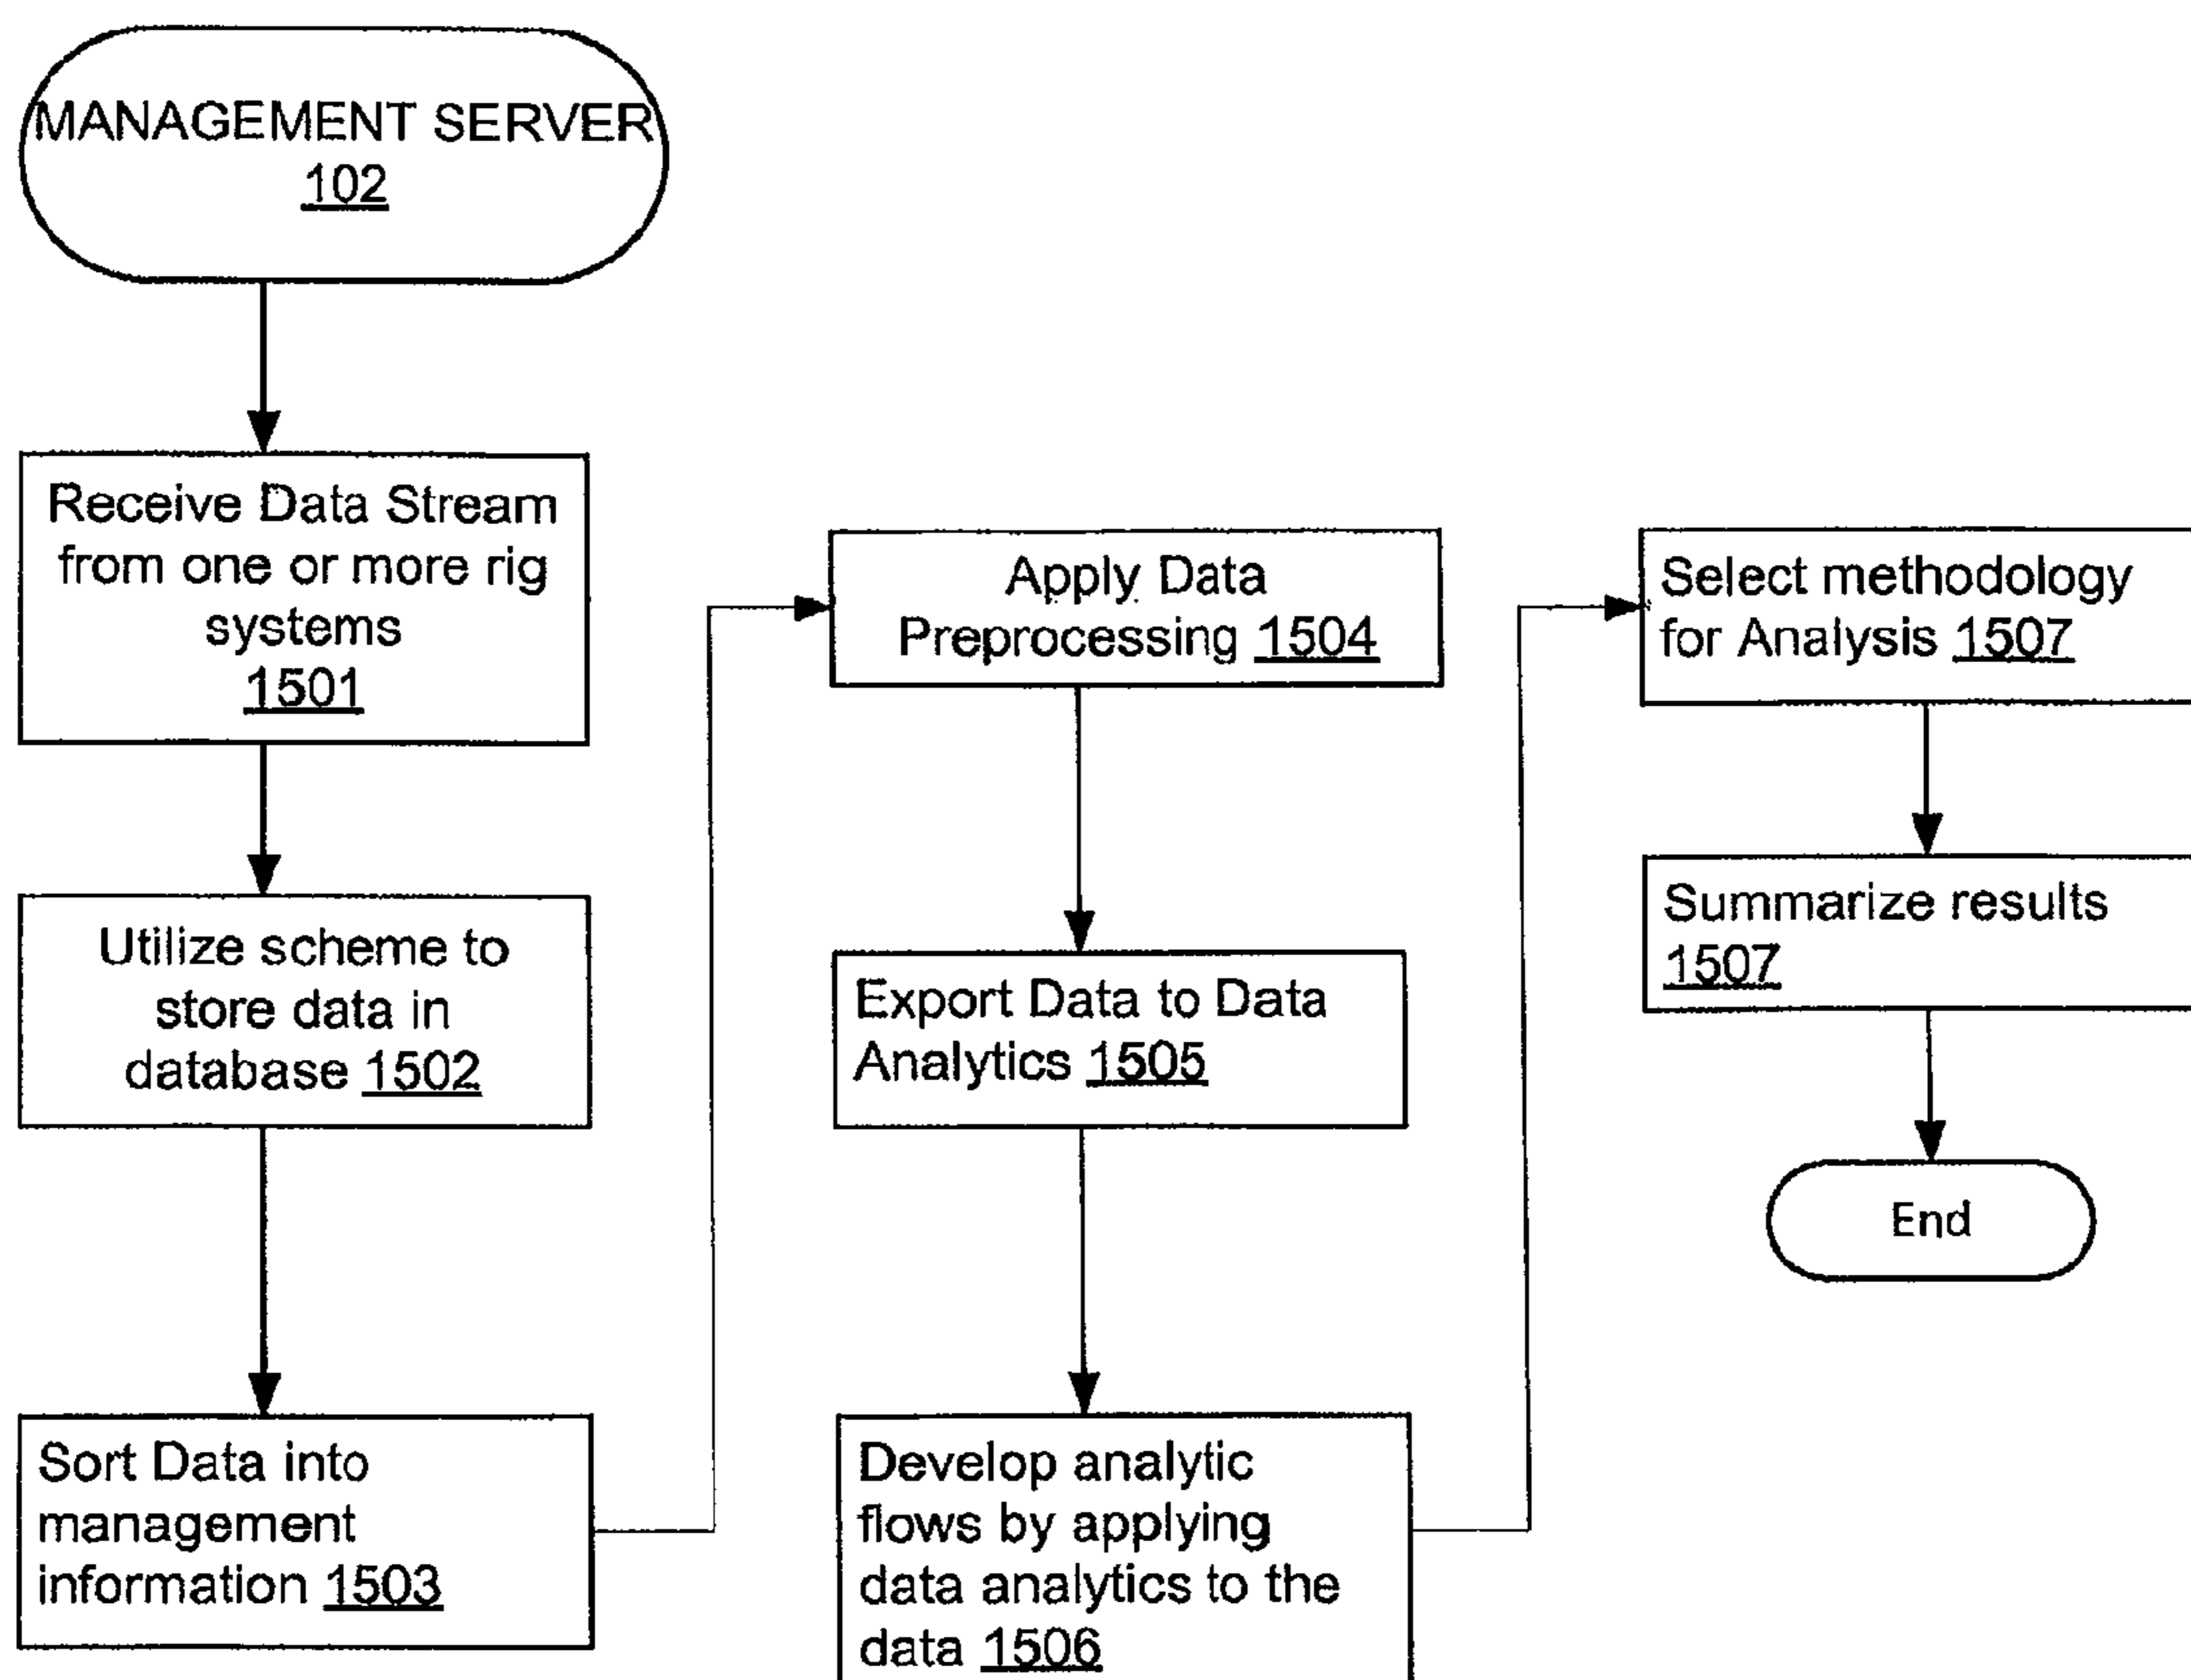 MANAGEMENT SERVER
102
Receive Data Stream
from one or more rig
systems
1501
Utilize scheme to
store data in
database 1502
Sort Data into
management
information 1503
Apply Data
Preprocessing 1504
Export Data to Data
Analytics 1505
Develop analytic
flows by applying
data analytics to the
data 1506
Select methodology
for Analysis 1507
Summarize results
1507
End